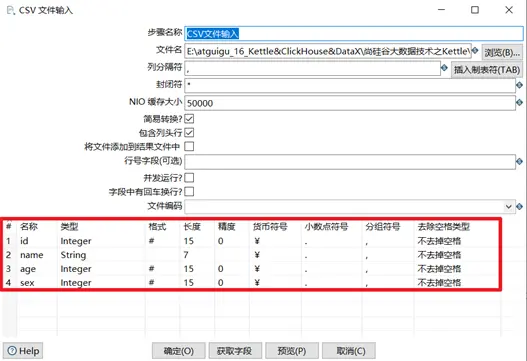 CSV 文件输入
步骤名称 CSV文件输入
文件名 E:\atguigu_16_Kettle&ClickHouse&DataX\尚硅谷大数据技术之Kettle\ 浏览(B)...
列分隔符 , 插入制表符(TAB)
封闭符 "
NIO 缓存大小 50000
简易转换?
包含列头行
将文件添加到结果文件中
行号字段(可选)
并发运行?
字段中有回车换行?
文件编码
# 名称 类型 格式 长度 精度 货币符号 小数点符号 分组符号 去除空格类型
1 id Integer # 15 0 ¥ . , 不去掉空格
2 name String 7 ¥ . , 不去掉空格
3 age Integer # 15 0 ¥ . , 不去掉空格
4 sex Integer # 15 0 ¥ . , 不去掉空格
Help 确定(O) 获取字段 预览(P) 取消(C)